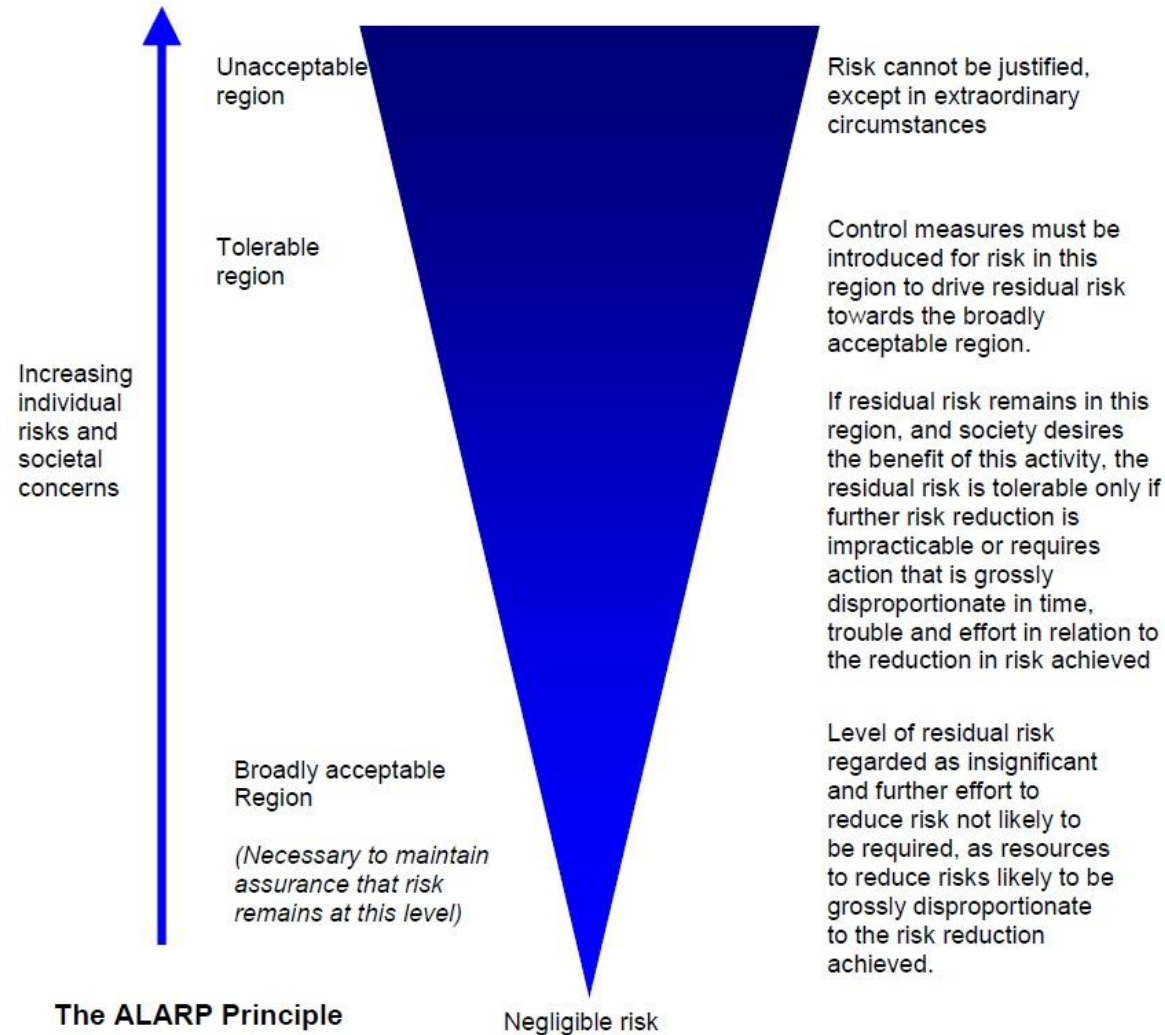 Unacceptable
region
Risk cannot be justified,
except in extraordinary
circumstances
Tolerable
region
Control measures must be
introduced for risk in this
region to drive residual risk
towards the broadly
acceptable region.
Increasing
individual
risks and
societal
concerns
If residual risk remains in this
region, and society desires
the benefit of this activity, the
residual risk is tolerable only if
further risk reduction is
impracticable or requires
action that is grossly
disproportionate in time,
trouble and effort in relation to
the reduction in risk achieved
Broadly acceptable
Region
(Necessary to maintain
assurance that risk
remains at this level)
Level of residual risk
regarded as insignificant
and further effort to
reduce risk not likely to
be required, as resources
to reduce risks likely to be
grossly disproportionate
to the risk reduction
achieved.
The ALARP Principle
Negligible risk